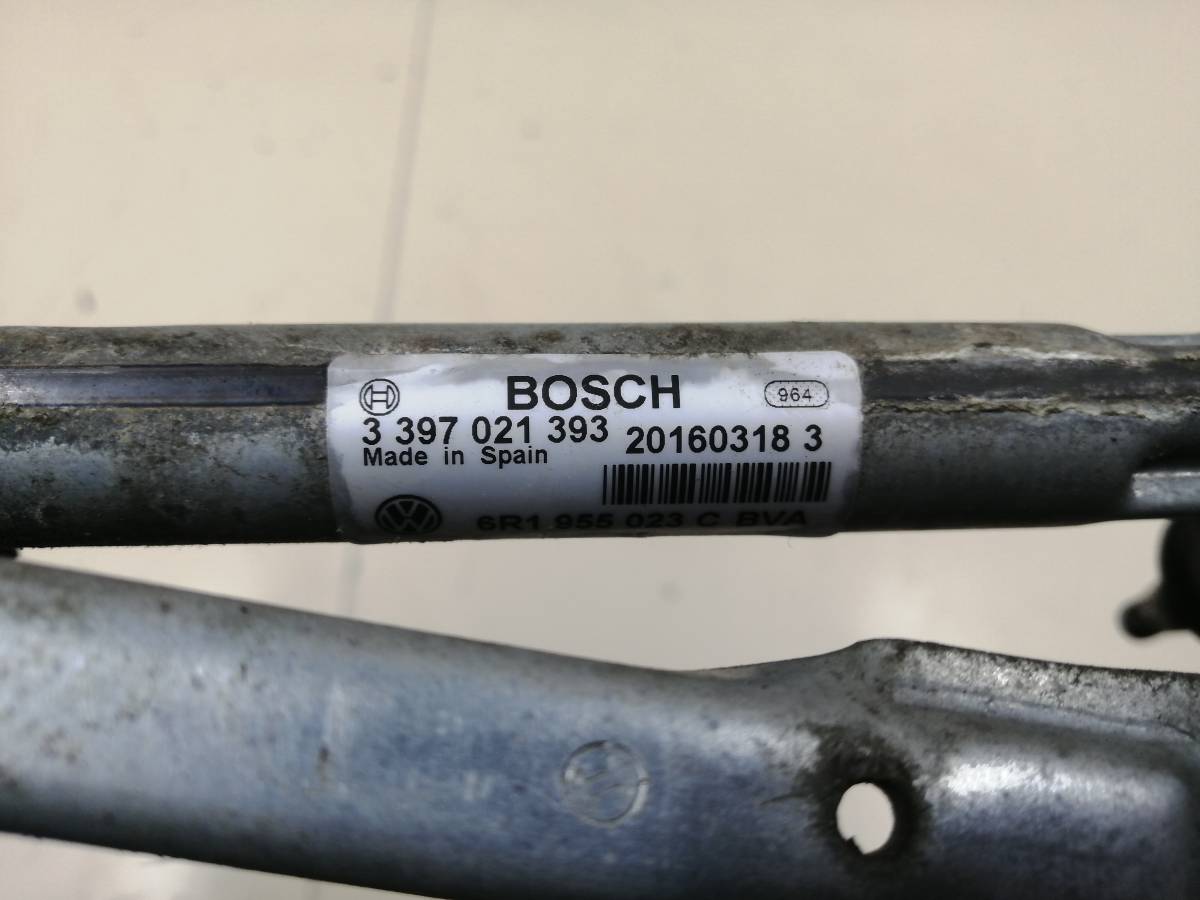 BOSCH
964
3 397 021 393
20160318 3
Made in Spain
6R1 955 023 C BVA